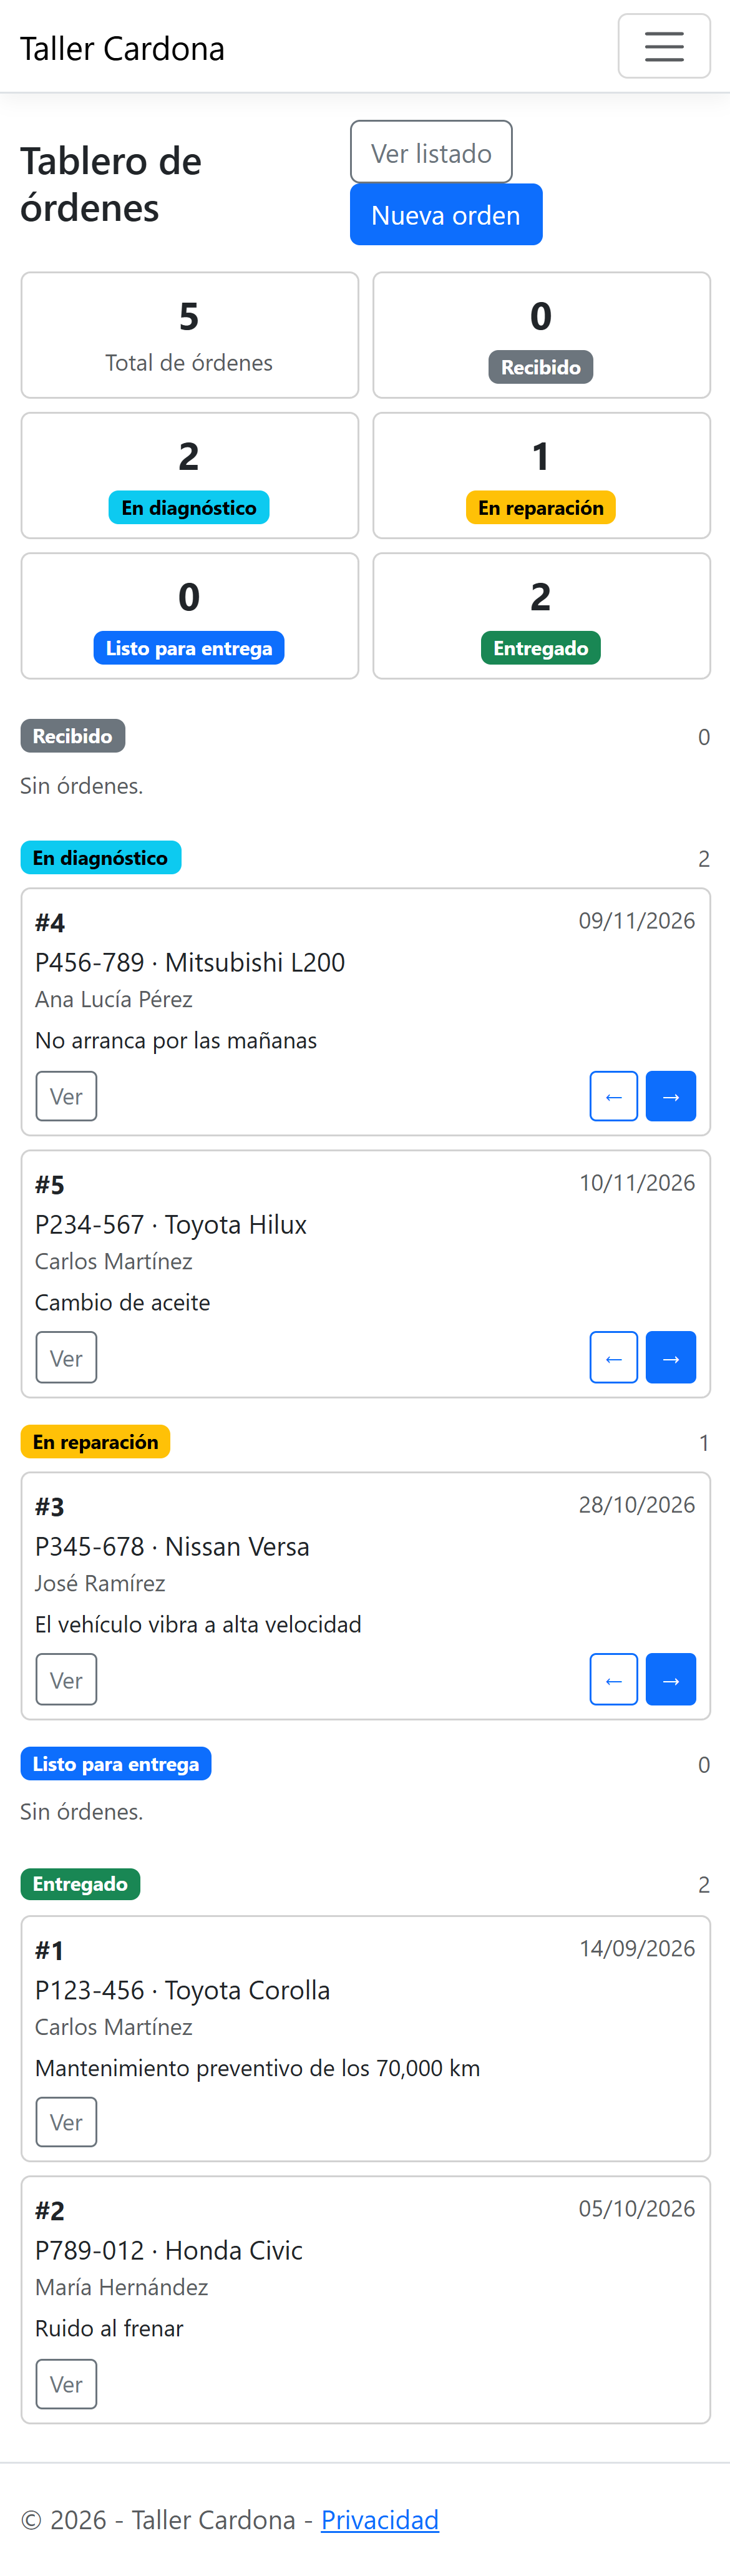 Taller Cardona
Tablero de
órdenes
Ver listado
Nueva orden
5
Total de órdenes
0
Recibido
2
En diagnóstico
1
En reparación
0
Listo para entrega
2
Entregado
Recibido 0
Sin órdenes.
En diagnóstico 2
#4 09/11/2026
P456-789 · Mitsubishi L200
Ana Lucía Pérez
No arranca por las mañanas
Ver ← →
#5 10/11/2026
P234-567 · Toyota Hilux
Carlos Martínez
Cambio de aceite
Ver ← →
En reparación 1
#3 28/10/2026
P345-678 · Nissan Versa
José Ramírez
El vehículo vibra a alta velocidad
Ver ← →
Listo para entrega 0
Sin órdenes.
Entregado 2
#1 14/09/2026
P123-456 · Toyota Corolla
Carlos Martínez
Mantenimiento preventivo de los 70,000 km
Ver
#2 05/10/2026
P789-012 · Honda Civic
María Hernández
Ruido al frenar
Ver
© 2026 - Taller Cardona - Privacidad